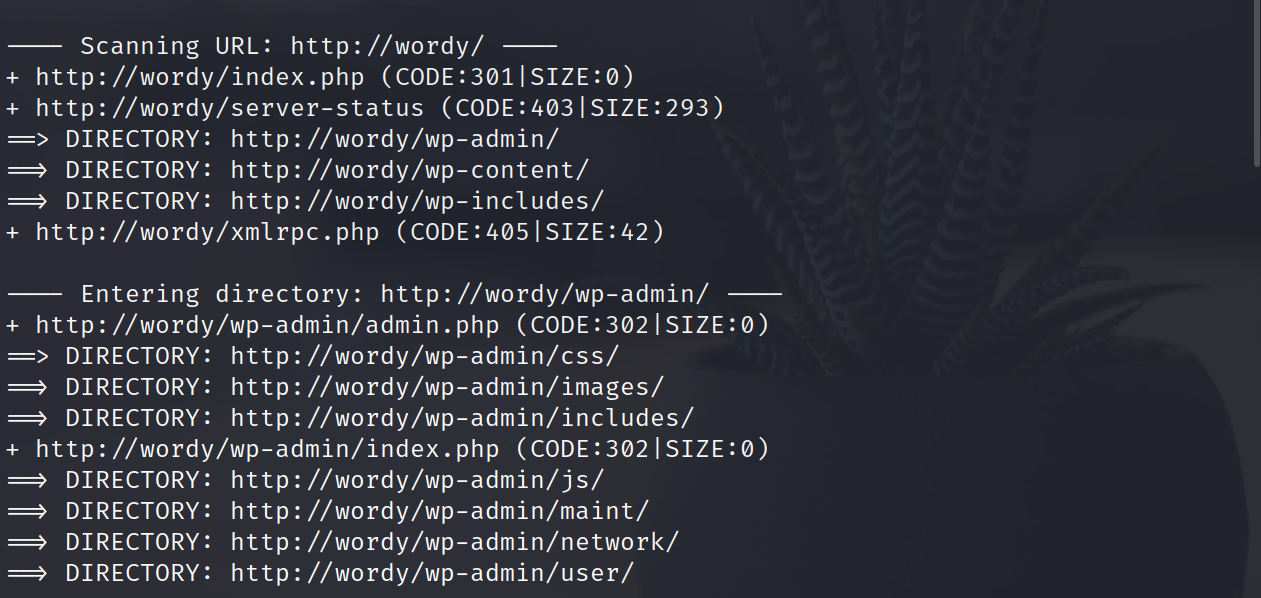 ---- Scanning URL: http://wordy/ ----
+ http://wordy/index.php (CODE:301|SIZE:0)
+ http://wordy/server-status (CODE:403|SIZE:293)
==> DIRECTORY: http://wordy/wp-admin/
==> DIRECTORY: http://wordy/wp-content/
==> DIRECTORY: http://wordy/wp-includes/
+ http://wordy/xmlrpc.php (CODE:405|SIZE:42)
---- Entering directory: http://wordy/wp-admin/ ----
+ http://wordy/wp-admin/admin.php (CODE:302|SIZE:0)
==> DIRECTORY: http://wordy/wp-admin/css/
==> DIRECTORY: http://wordy/wp-admin/images/
==> DIRECTORY: http://wordy/wp-admin/includes/
+ http://wordy/wp-admin/index.php (CODE:302|SIZE:0)
==> DIRECTORY: http://wordy/wp-admin/js/
==> DIRECTORY: http://wordy/wp-admin/maint/
==> DIRECTORY: http://wordy/wp-admin/network/
==> DIRECTORY: http://wordy/wp-admin/user/